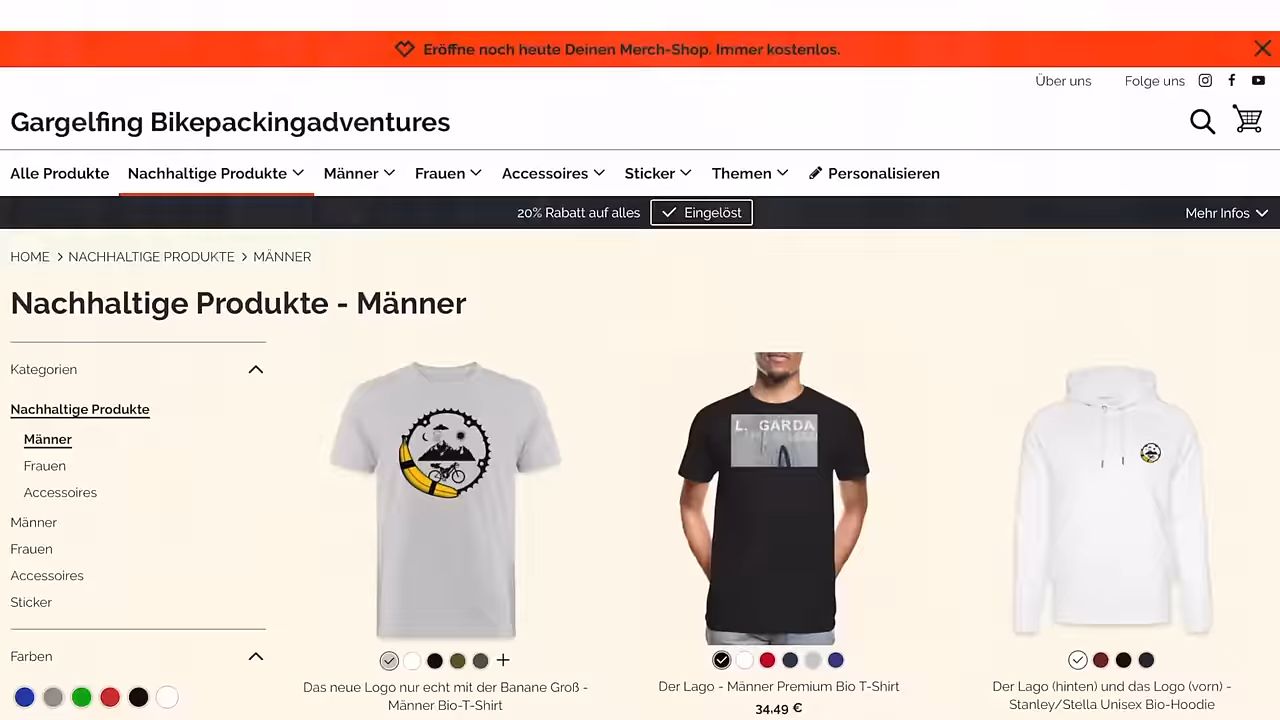 Eröffne noch heute Deinen Merch-Shop. Immer kostenlos.
Über uns
Folge uns
Gargelfing Bikepackingadventures
Alle Produkte
Nachhaltige Produkte
Männer
Frauen
Accessoires
Sticker
Themen
Personalisieren
20% Rabatt auf alles
Eingelöst
Mehr Infos
HOME
NACHHALTIGE PRODUKTE
MÄNNER
Nachhaltige Produkte - Männer
Kategorien
Nachhaltige Produkte
Männer
Frauen
Accessoires
Männer
Frauen
Accessoires
Sticker
Farben
L. GARDA
Das neue Logo nur echt mit der Banane Groß -
Männer Bio-T-Shirt
Der Lago - Männer Premium Bio T-Shirt
34,49 €
Der Lago (hinten) und das Logo (vorn) -
Stanley/Stella Unisex Bio-Hoodie